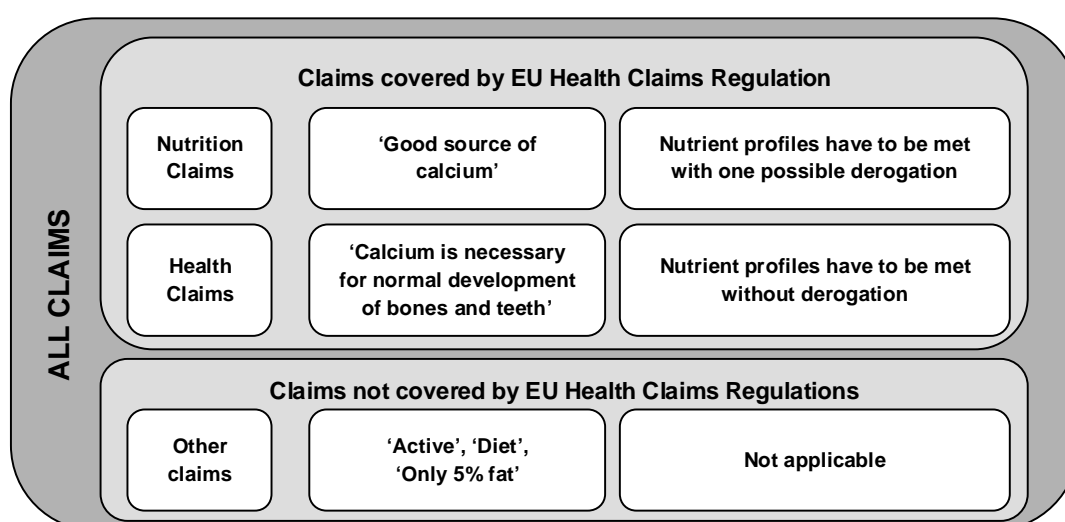 ALL CLAIMS
Claims covered by EU Health Claims Regulation
Nutrition
Claims
‘Good source of
calcium’
Nutrient profiles have to be met
with one possible derogation
Health
Claims
‘Calcium is necessary
for normal development
of bones and teeth’
Nutrient profiles have to be met
without derogation
Claims not covered by EU Health Claims Regulations
Other
claims
‘Active’, ‘Diet’,
‘Only 5% fat’
Not applicable